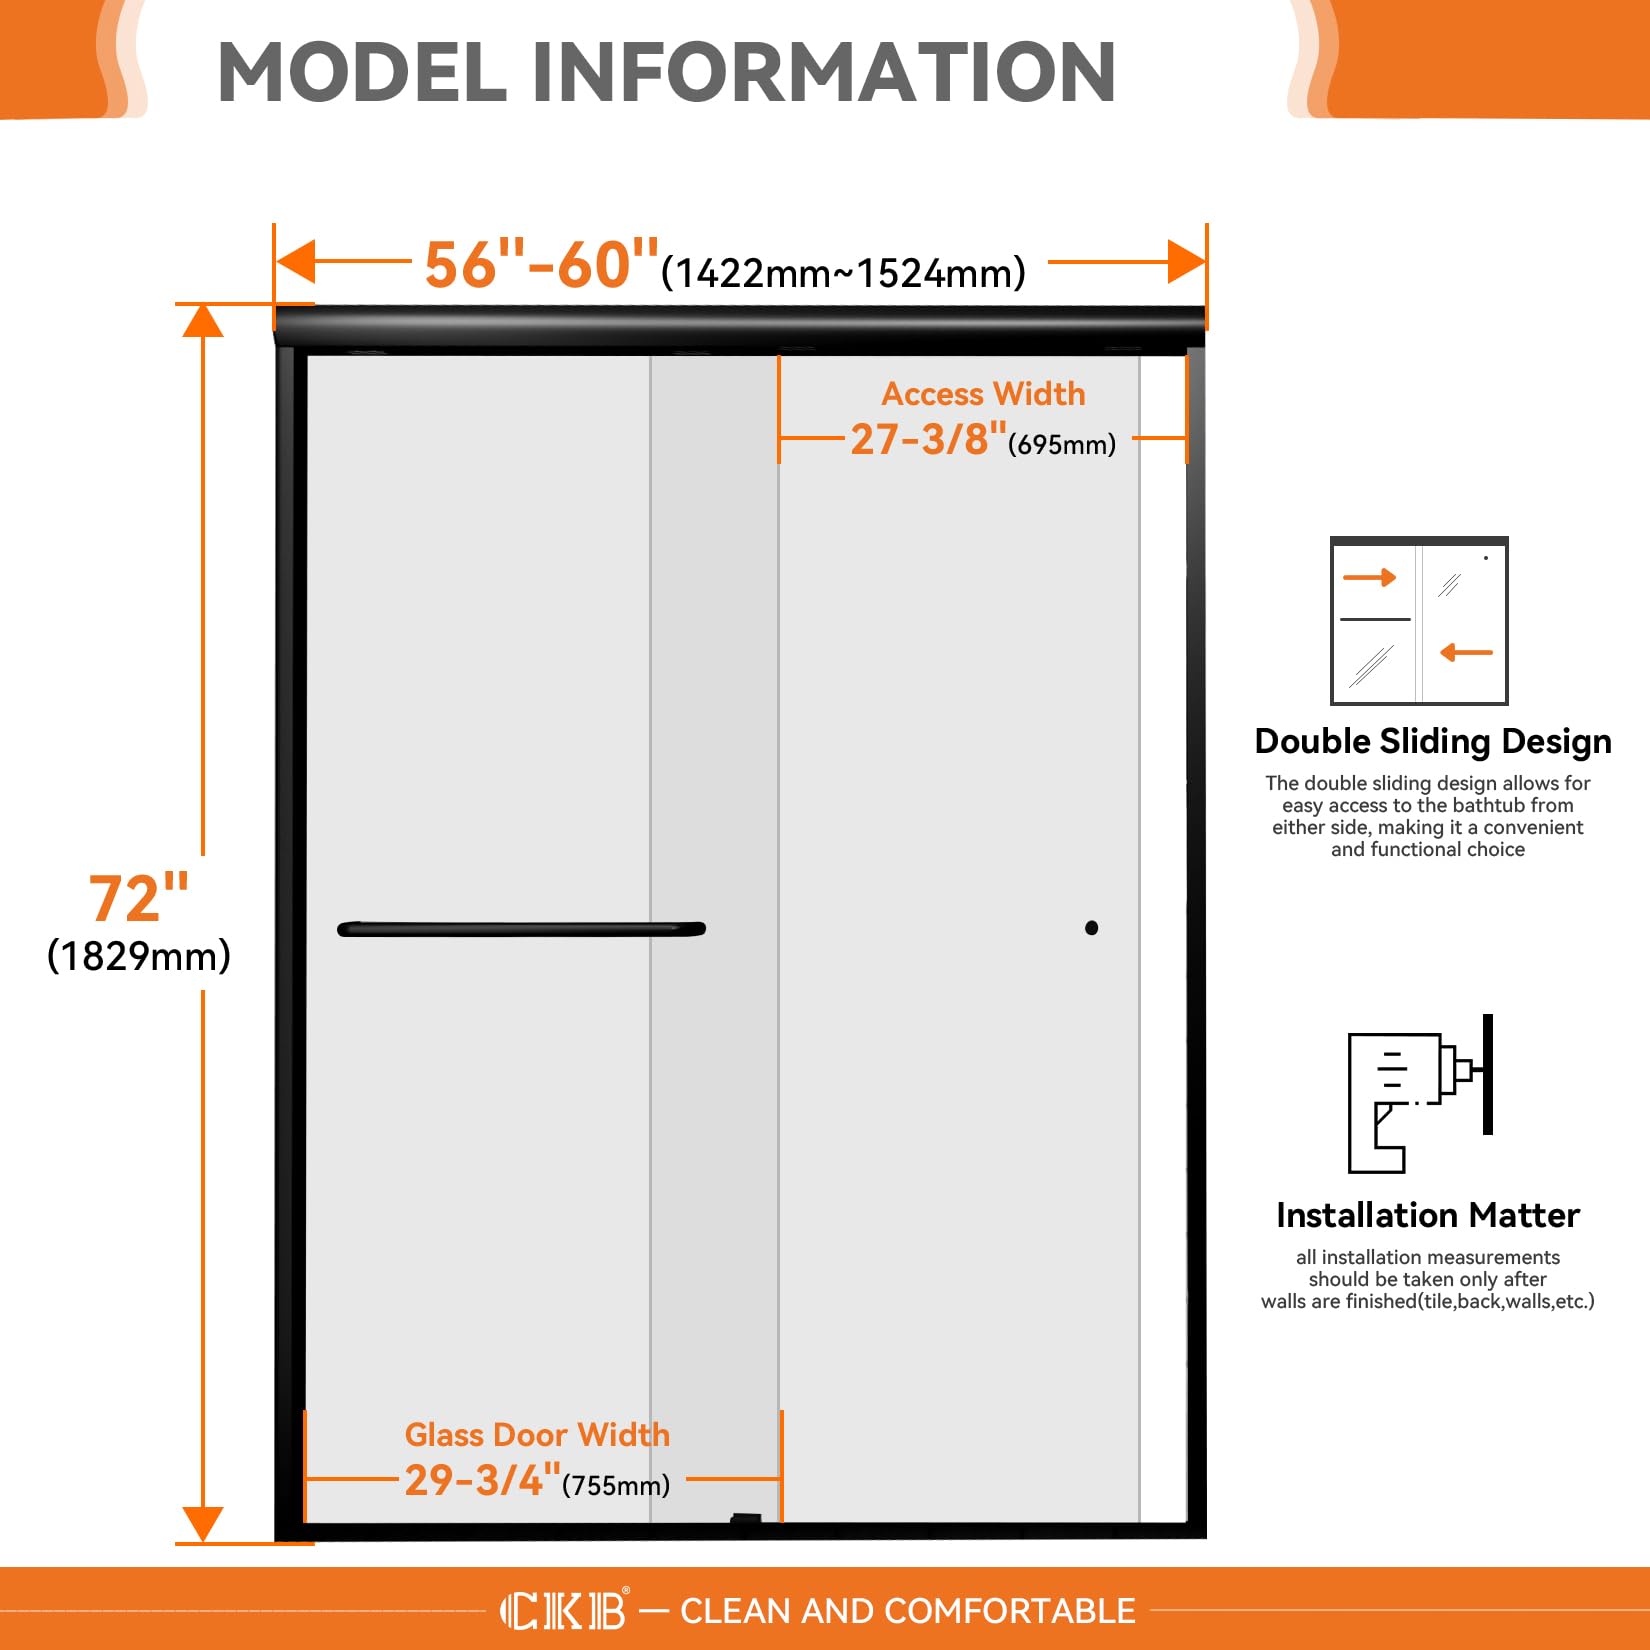 MODEL INFORMATION
56"-60"(1422mm~1524mm)
Access Width
27-3/8"(695mm)
72"
(1829mm)
Double Sliding Design
The double sliding design allows for
easy access to the bathtub from
either side, making it a convenient
and functional choice
Installation Matter
all installation measurements
should be taken only after
walls are finished(tile,back,walls,etc.)
Glass Door Width
29-3/4"(755mm)
CKB® — CLEAN AND COMFORTABLE